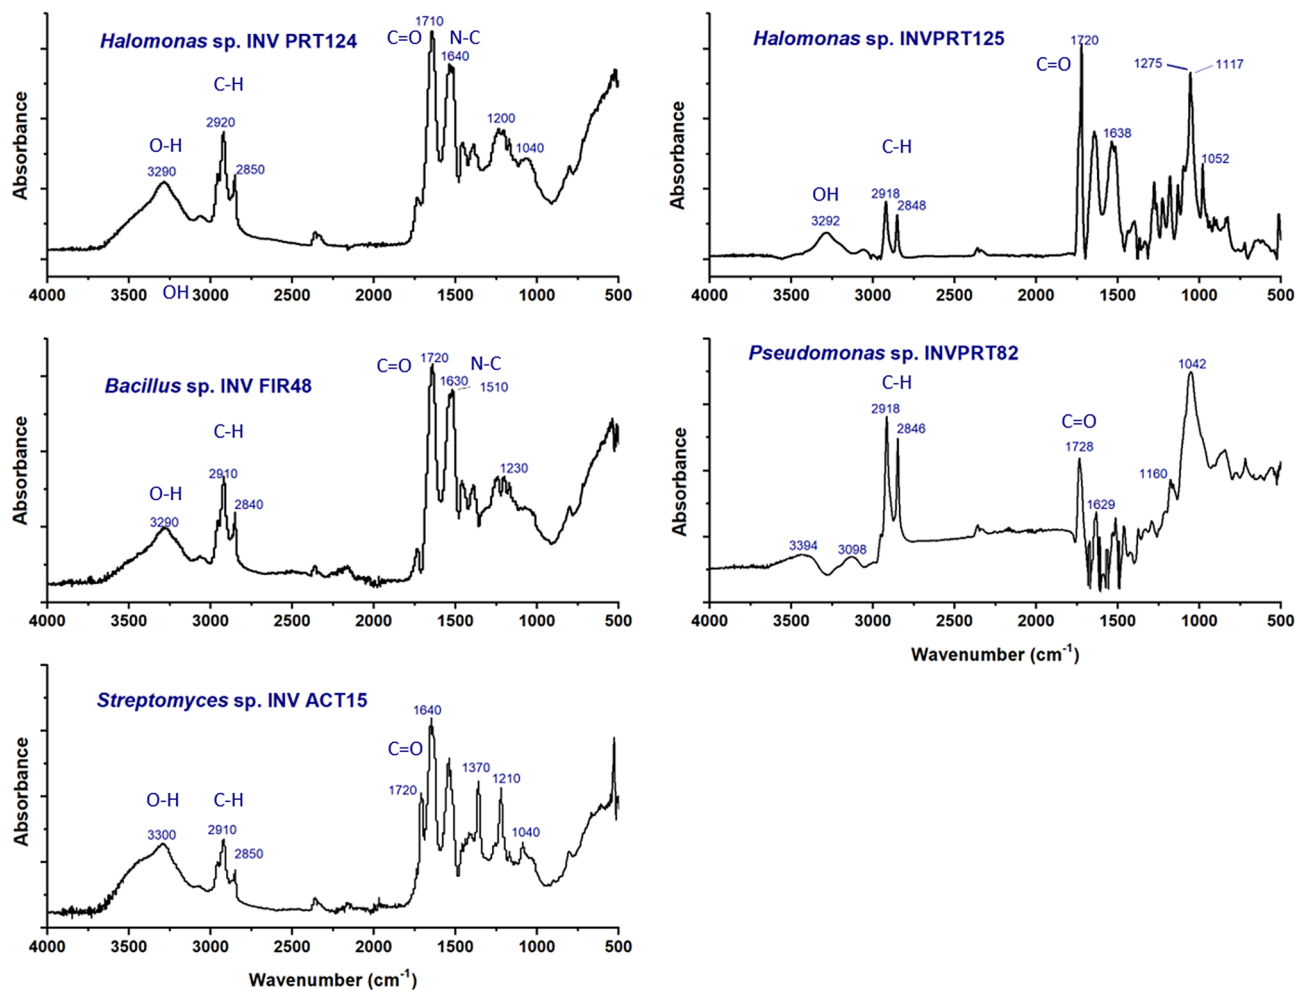 Halomonas sp. INV PRT124
Absorbance
O-H
3290
C-H
2920
2850
C=O
1710
N-C
1640
1200
1040
4000 3500 3000 2500 2000 1500 1000 500
OH
Halomonas sp. INVPRT125
Absorbance
OH
3292
C-H
2918
2848
C=O
1720
1638
1275
1117
1052
4000 3500 3000 2500 2000 1500 1000 500
Bacillus sp. INV FIR48
Absorbance
O-H
3290
C-H
2910
2840
C=O
1720
N-C
1630
1510
1230
4000 3500 3000 2500 2000 1500 1000 500
Pseudomonas sp. INVPRT82
Absorbance
3394
3098
C-H
2918
2846
C=O
1728
1629
1160
1042
4000 3500 3000 2500 2000 1500 1000 500
Wavenumber (cm-1)
Streptomyces sp. INV ACT15
Absorbance
O-H
3300
C-H
2910
2850
C=O
1720
1640
1370
1210
1040
4000 3500 3000 2500 2000 1500 1000 500
Wavenumber (cm-1)